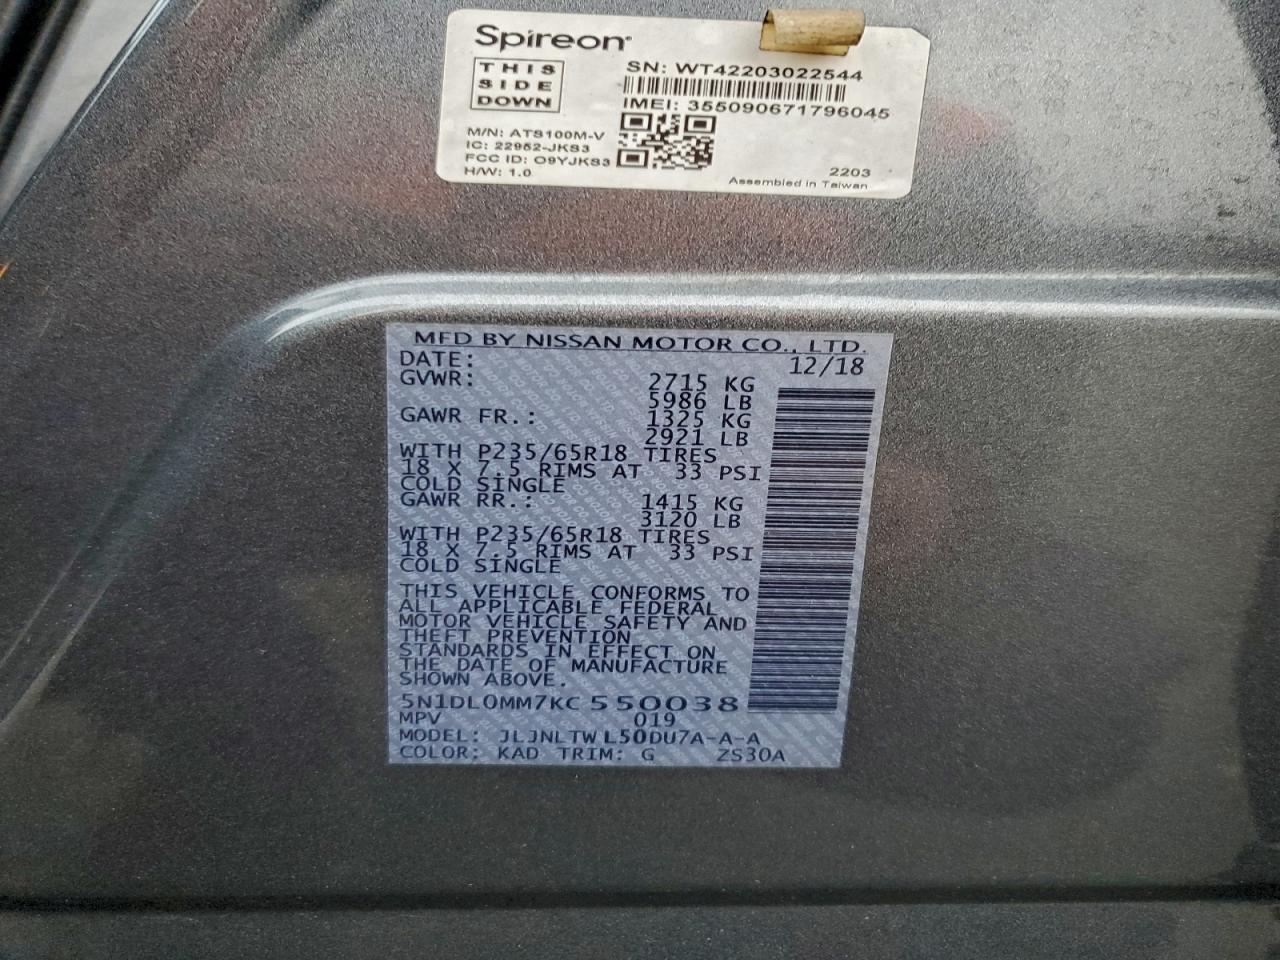 Spireon
THIS
SIDE
DOWN
SN: WT42203022544
IMEI: 355090671796045
M/N: ATS100M-V
IC: 22952-JKS3
FCC ID: O9YJKS3
H/W: 1.0
2203
Assembled in Taiwan
MFD BY NISSAN MOTOR CO., LTD.
DATE: 12/18
GVWR: 2715 KG
5986 LB
GAWR FR.: 1325 KG
2921 LB
WITH P235/65R18 TIRES
18 X 7.5 RIMS AT 33 PSI
COLD SINGLE
GAWR RR.: 1415 KG
3120 LB
WITH P235/65R18 TIRES
18 X 7.5 RIMS AT 33 PSI
COLD SINGLE
THIS VEHICLE CONFORMS TO
ALL APPLICABLE FEDERAL
MOTOR VEHICLE SAFETY AND
THEFT PREVENTION
STANDARDS IN EFFECT ON
THE DATE OF MANUFACTURE
SHOWN ABOVE.
5N1DL0MM7KC550038
MPV 019
MODEL: JLJNLTWL50DU7A-A-A
COLOR: KAD TRIM: G ZS30A